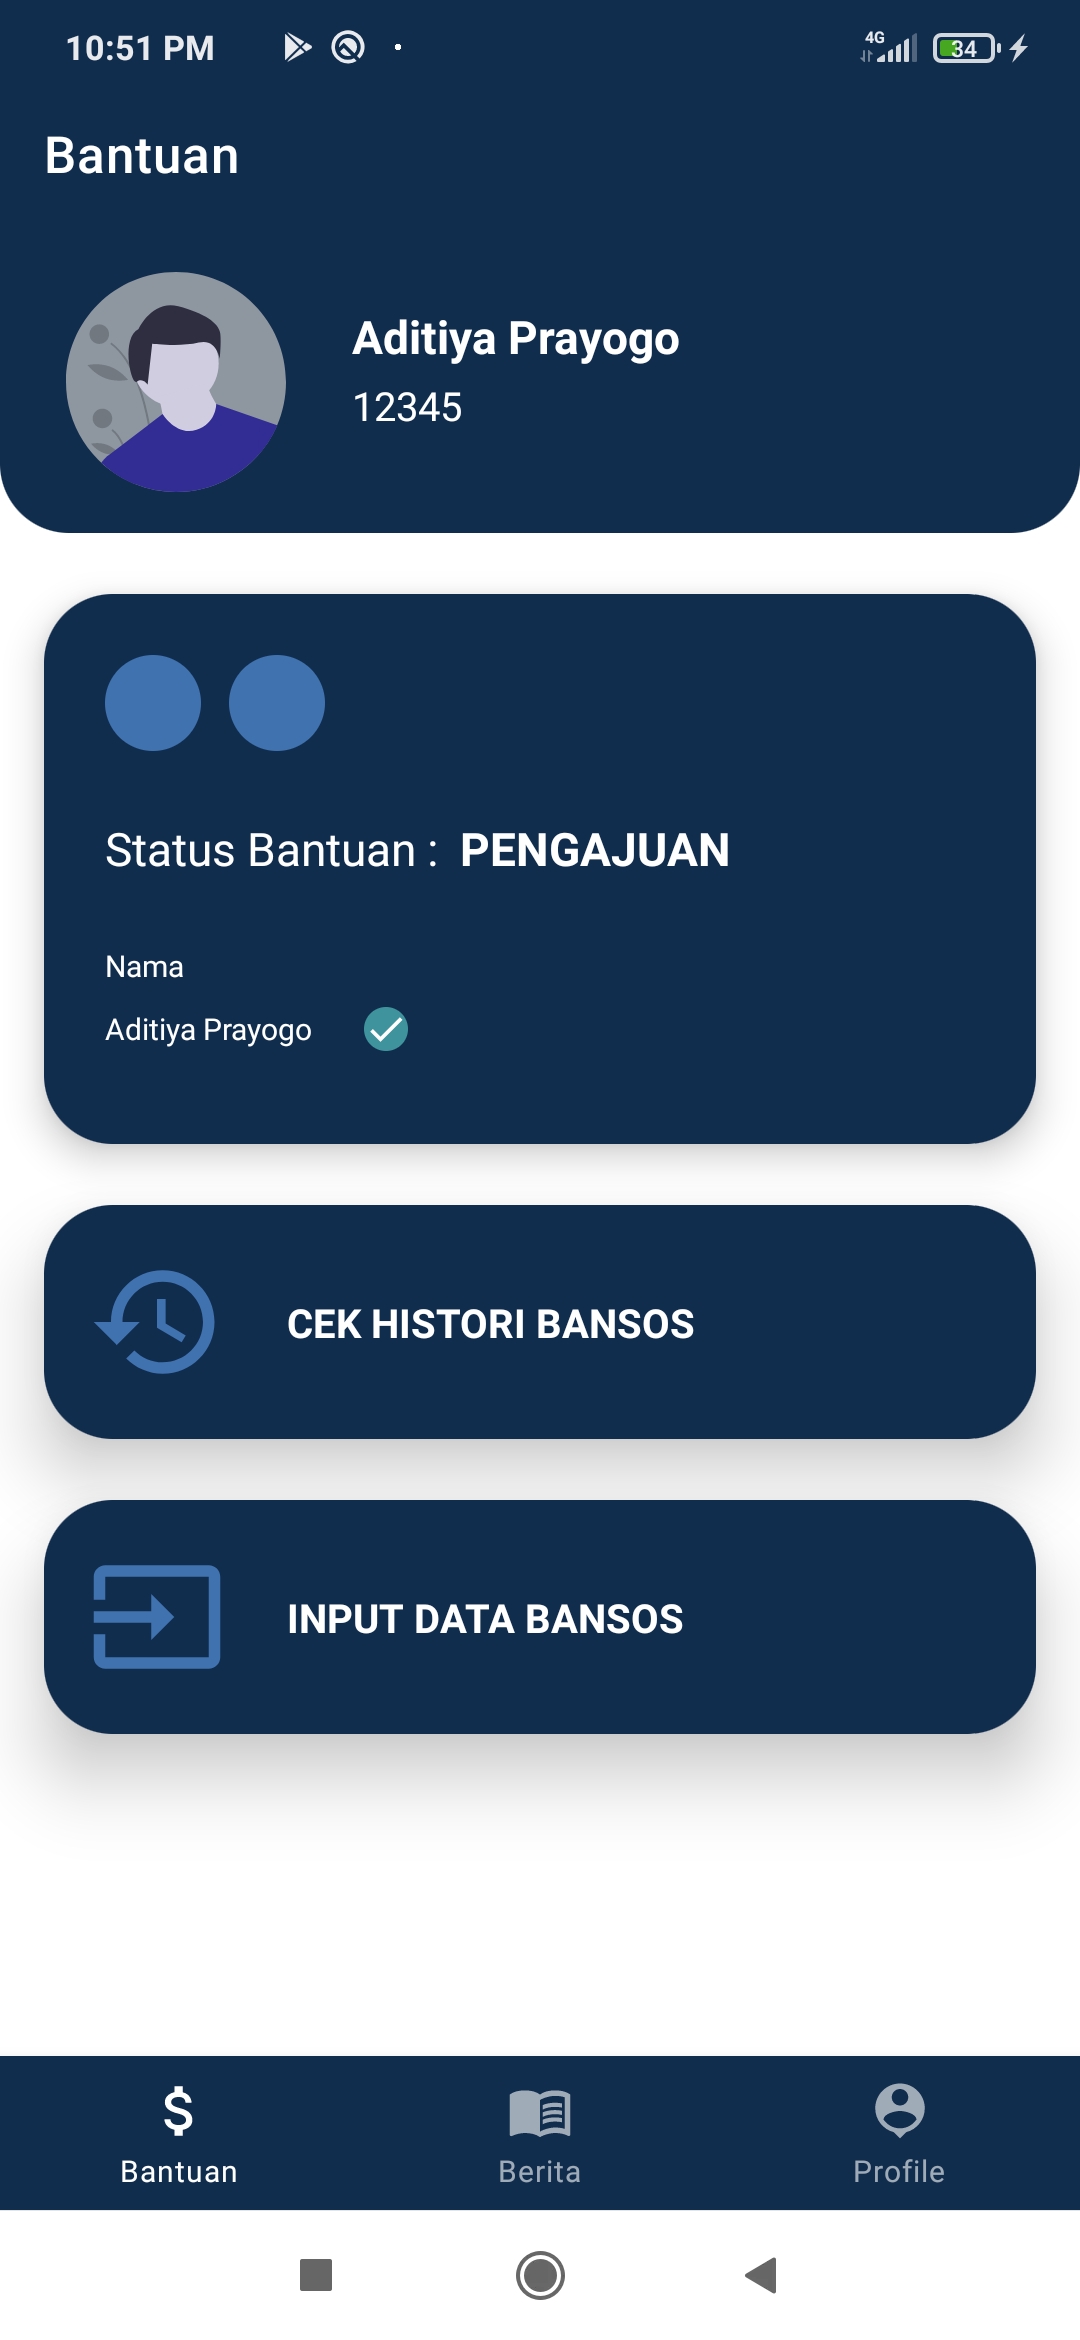 10:51 PM 4G 34
Bantuan
Aditiya Prayogo
12345
Status Bantuan : PENGAJUAN
Nama
Aditiya Prayogo
CEK HISTORI BANSOS
INPUT DATA BANSOS
Bantuan Berita Profile